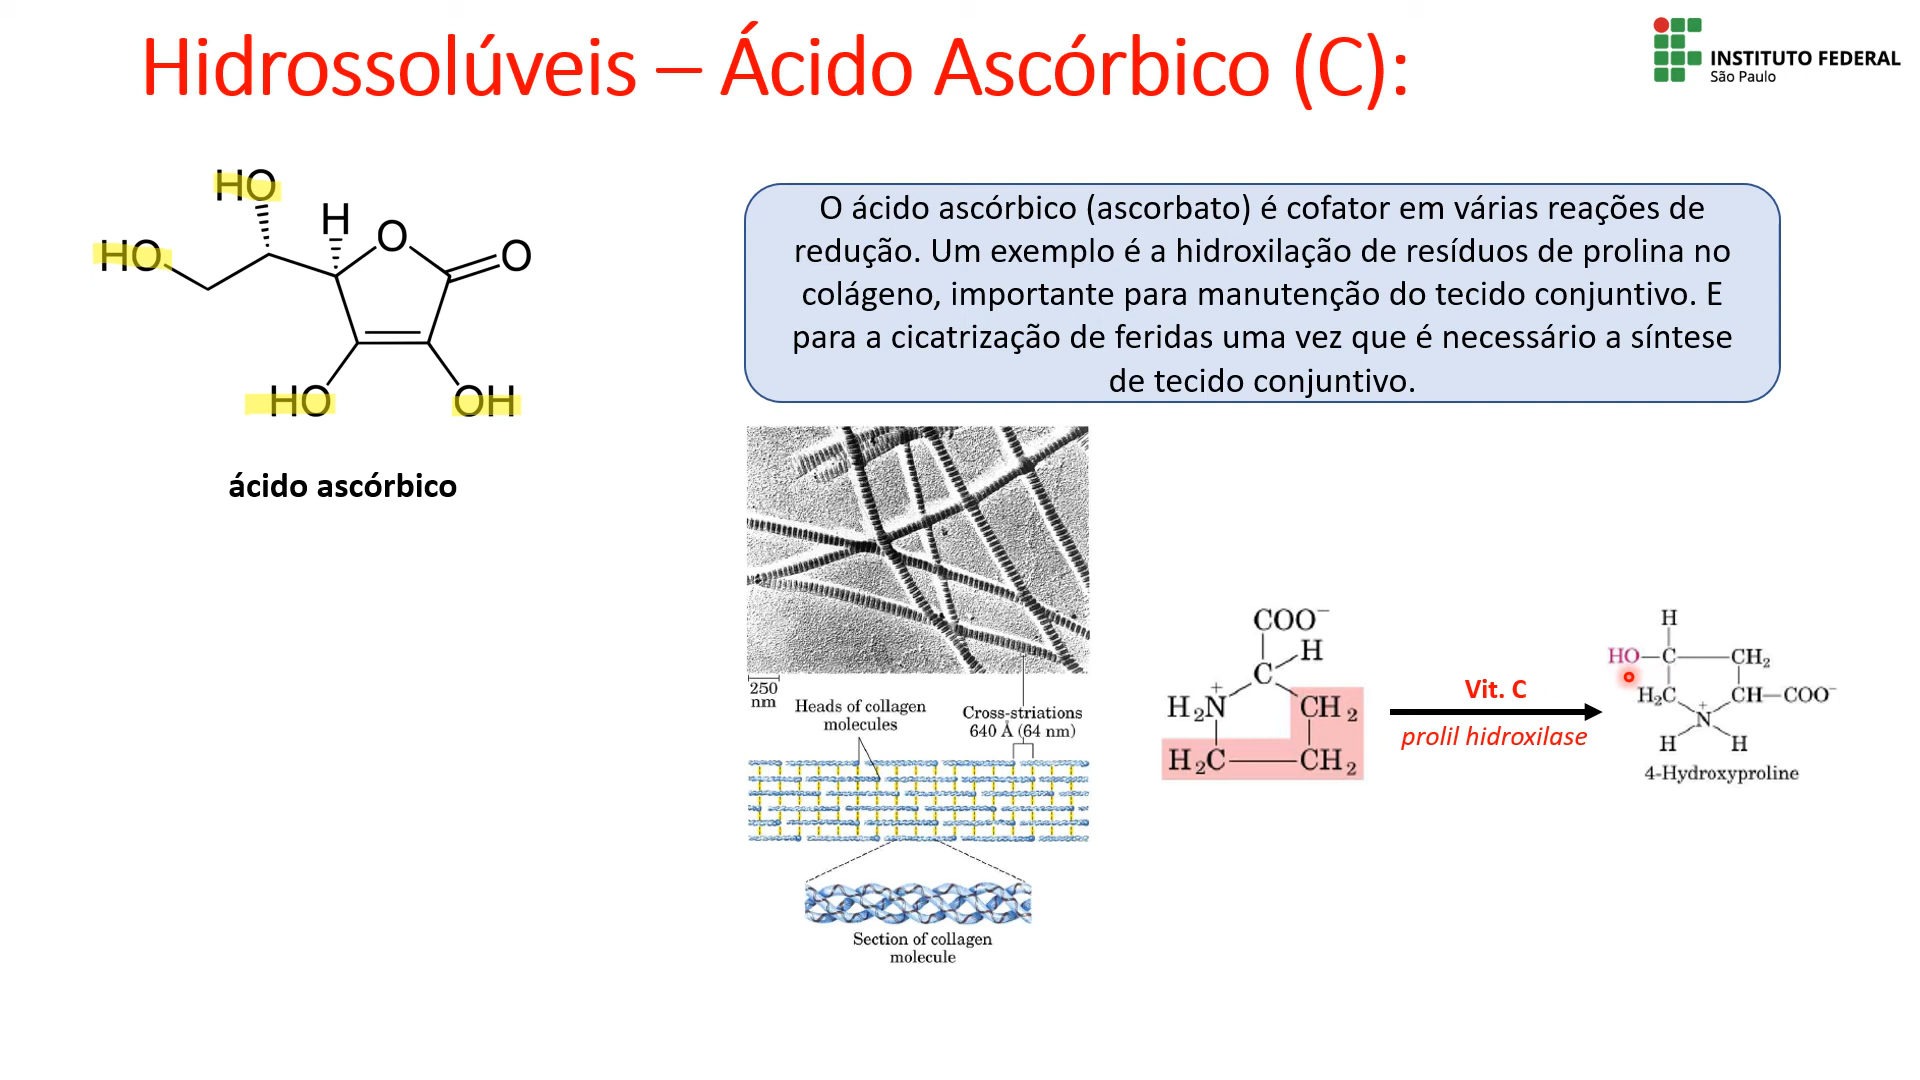 Hidrossolúveis – Ácido Ascórbico (C):
INSTITUTO FEDERAL
São Paulo
HO
H
O
HO
O
HO
OH
ácido ascórbico
O ácido ascórbico (ascorbato) é cofator em várias reações de
redução. Um exemplo é a hidroxilação de resíduos de prolina no
colágeno, importante para manutenção do tecido conjuntivo. E
para a cicatrização de feridas uma vez que é necessário a síntese
de tecido conjuntivo.
250
nm
Heads of collagen
molecules
Cross-striations
640 Å (64 nm)
Section of collagen
molecule
COO⁻
H
C
H₂N⁺
CH₂
H₂C
CH₂
Vit. C
prolil hidroxilase
H
HO–C
CH₂
H₂C
CH–COO⁻
N⁺
H
H
4-Hydroxyproline